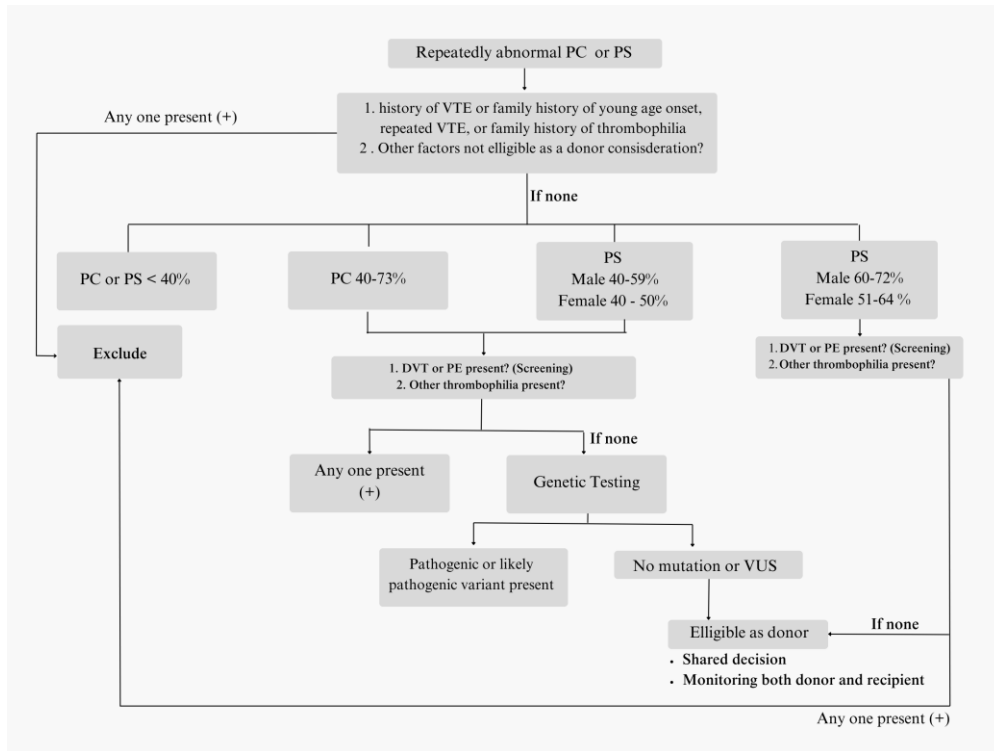 Repeatedly abnormal PC or PS
Any one present (+)
1. history of VTE or family history of young age onset,
repeated VTE, or family history of thrombophilia
2 . Other factors not elligible as a donor consisderation?
If none
PC or PS < 40%
PC 40-73%
PS
Male 40-59%
Female 40 - 50%
PS
Male 60-72%
Female 51-64 %
Exclude
1. DVT or PE present? (Screening)
2. Other thrombophilia present?
1. DVT or PE present? (Screening)
2. Other thrombophilia present?
If none
Any one present
(+)
Genetic Testing
Pathogenic or likely
pathogenic variant present
No mutation or VUS
Elligible as donor
If none
• Shared decision
• Monitoring both donor and recipient
Any one present (+)